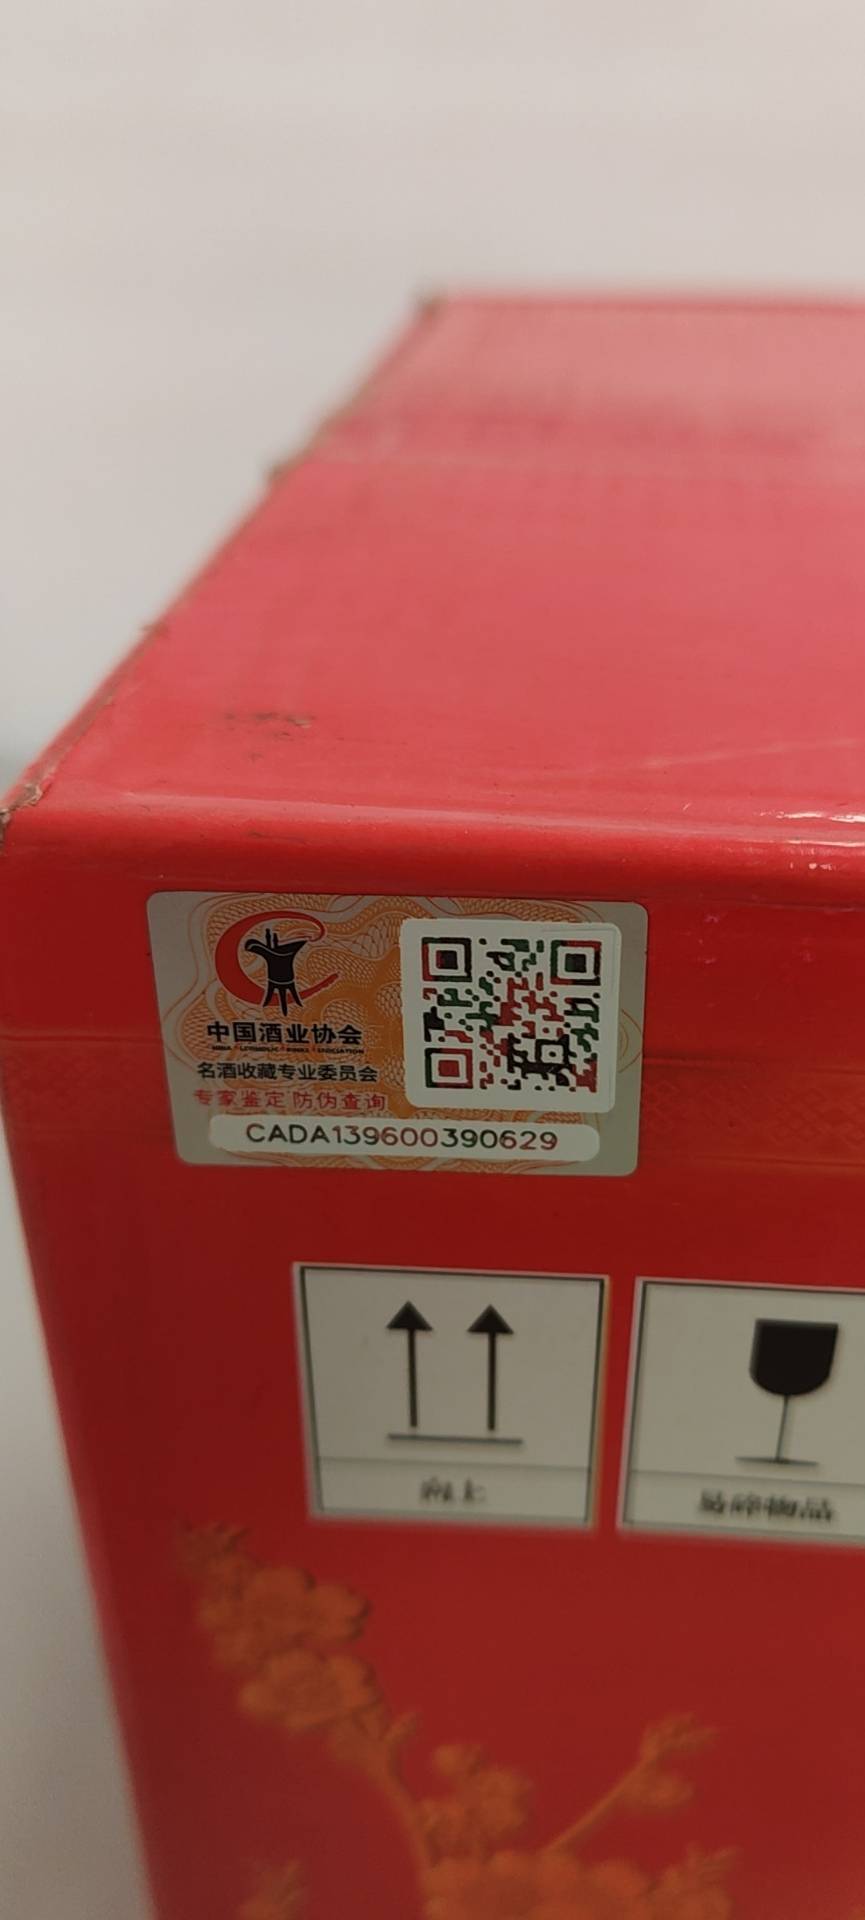 中国酒业协会
名酒收藏专业委员会
专家鉴定 防伪查询
CADA139600390629
向上
易碎物品